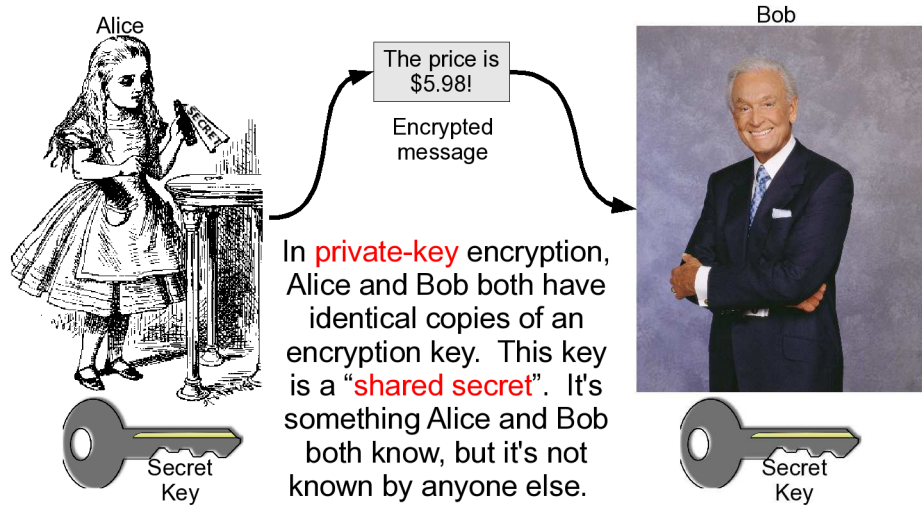 Alice
Bob
The price is
$5.98!
Encrypted
message
SECRET
In private-key encryption,
Alice and Bob both have
identical copies of an
encryption key.  This key
is a “shared secret”.  It's
something Alice and Bob
both know, but it's not
known by anyone else.
Secret
Key
Secret
Key